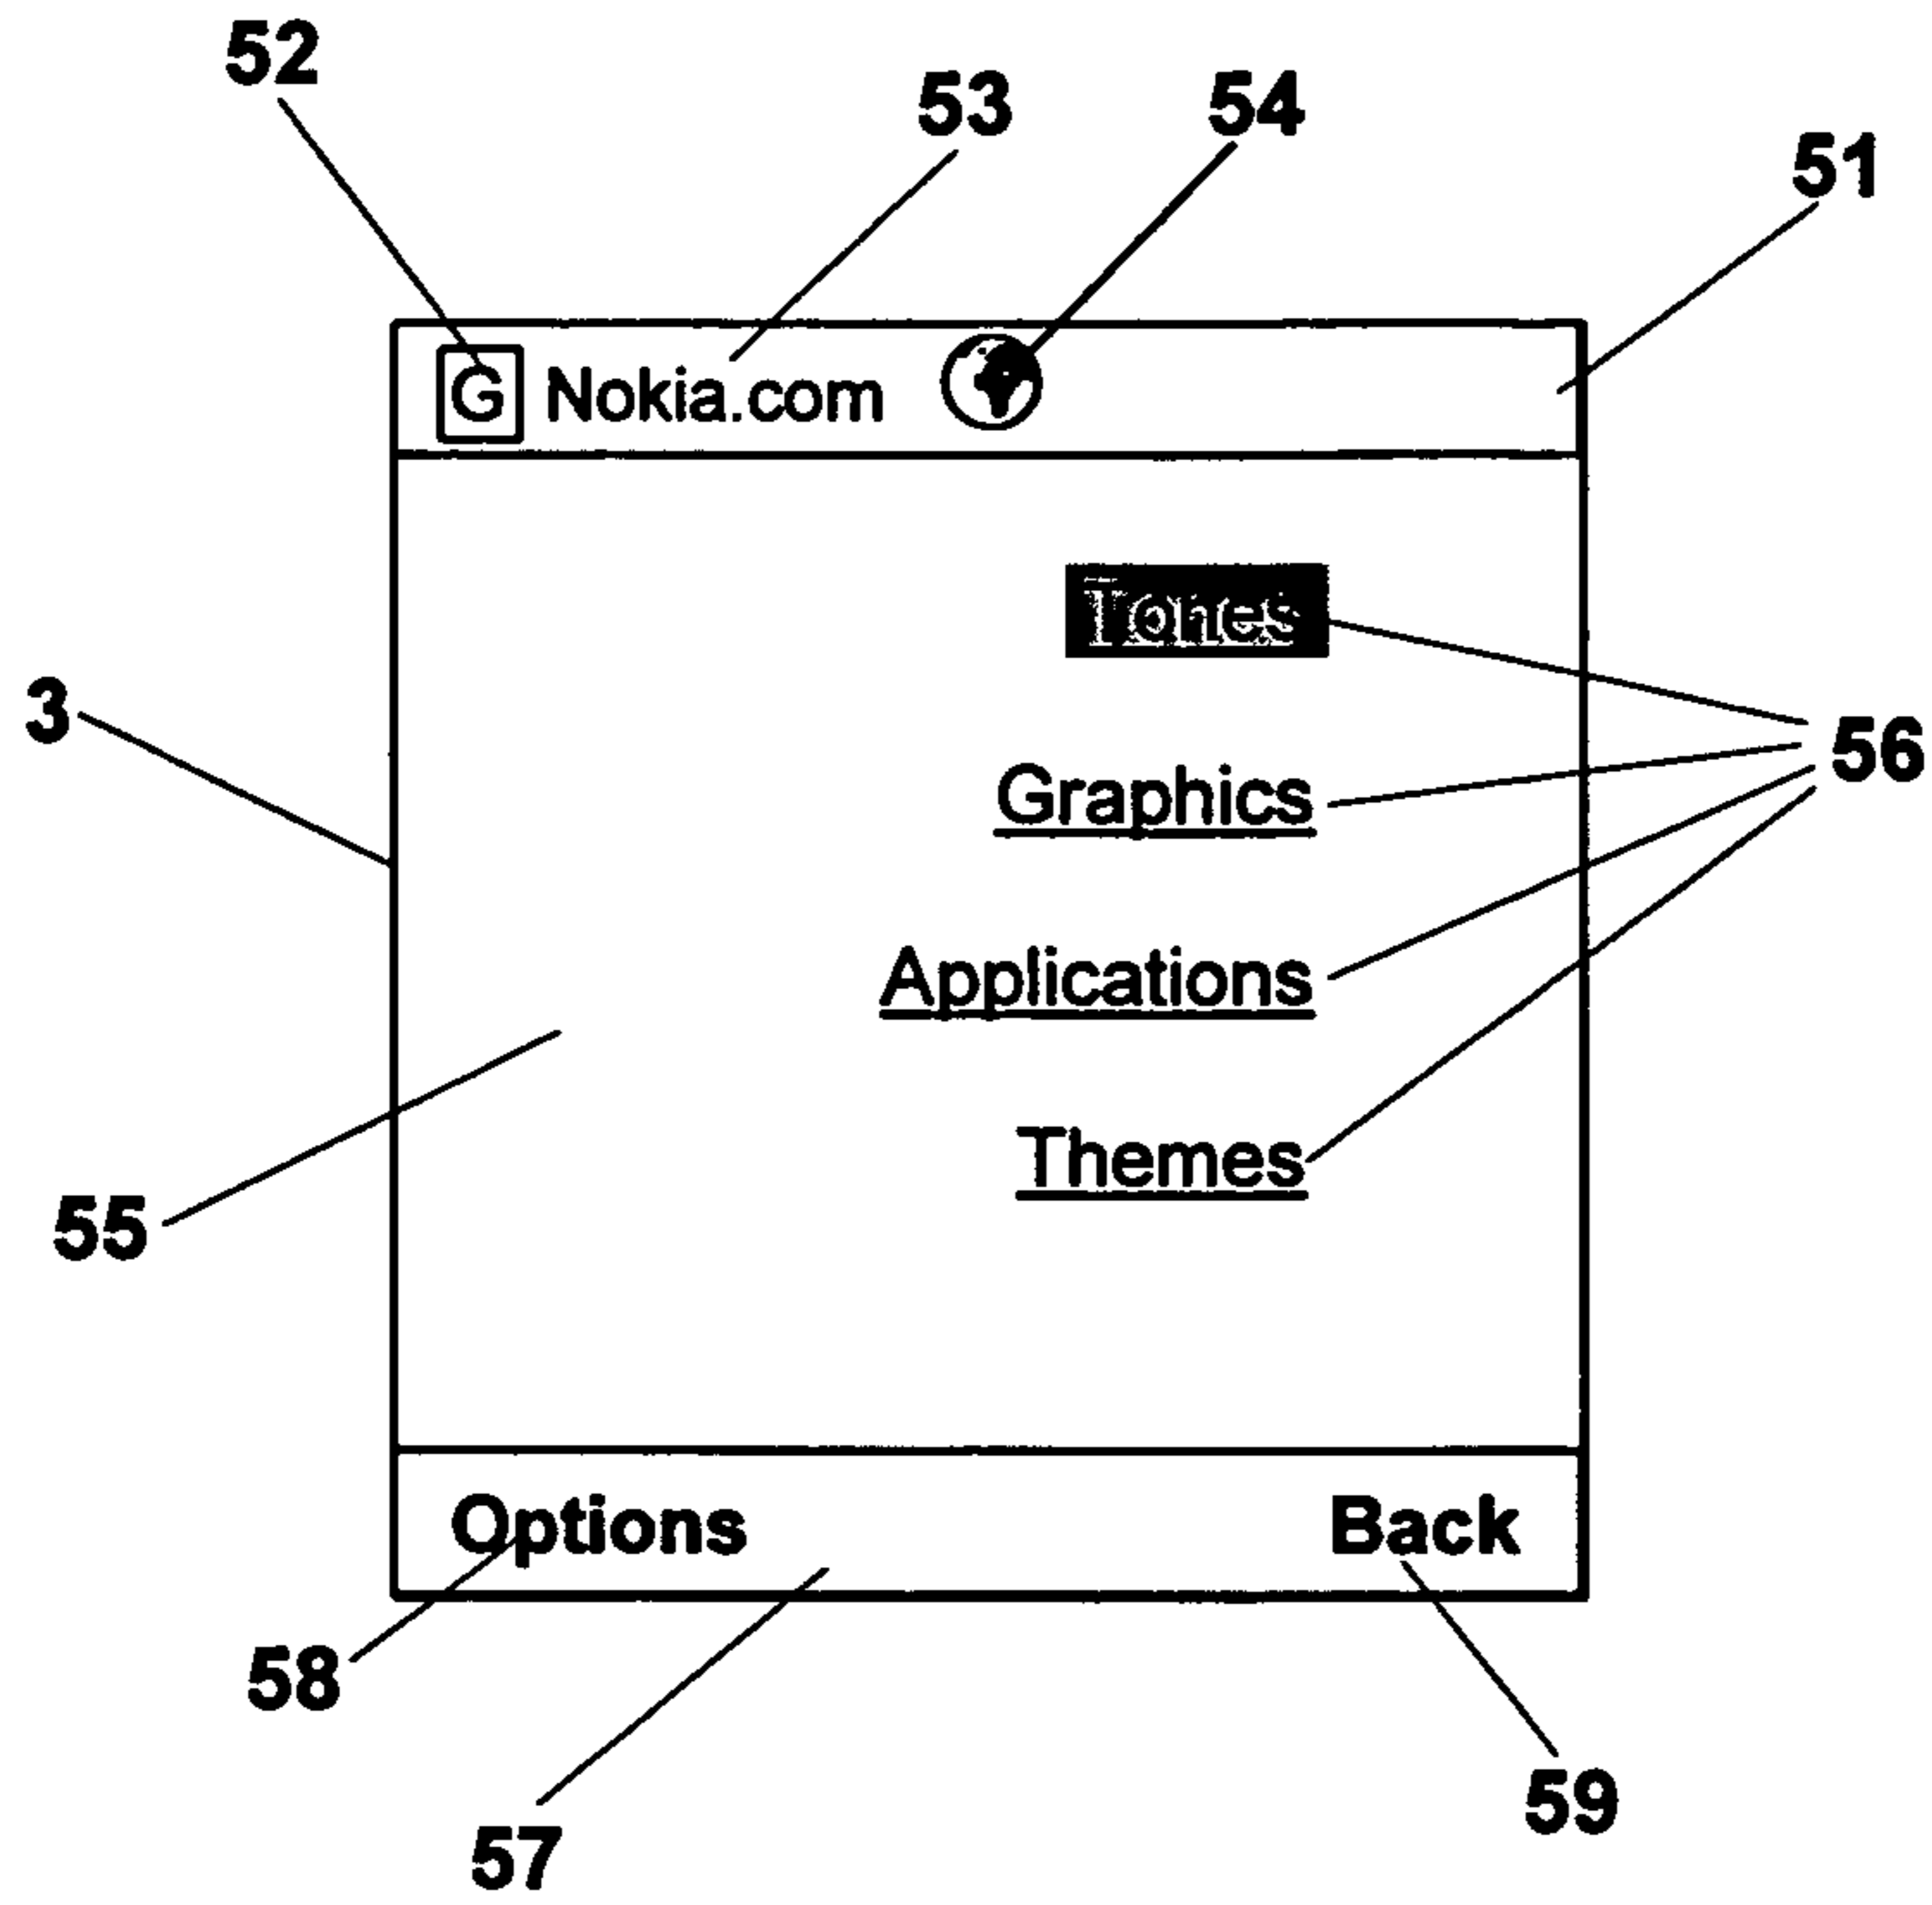 52
53
54
51
G Nokia.com
Tones
3
56
Graphics
Applications
Themes
55
Options Back
58
57
59